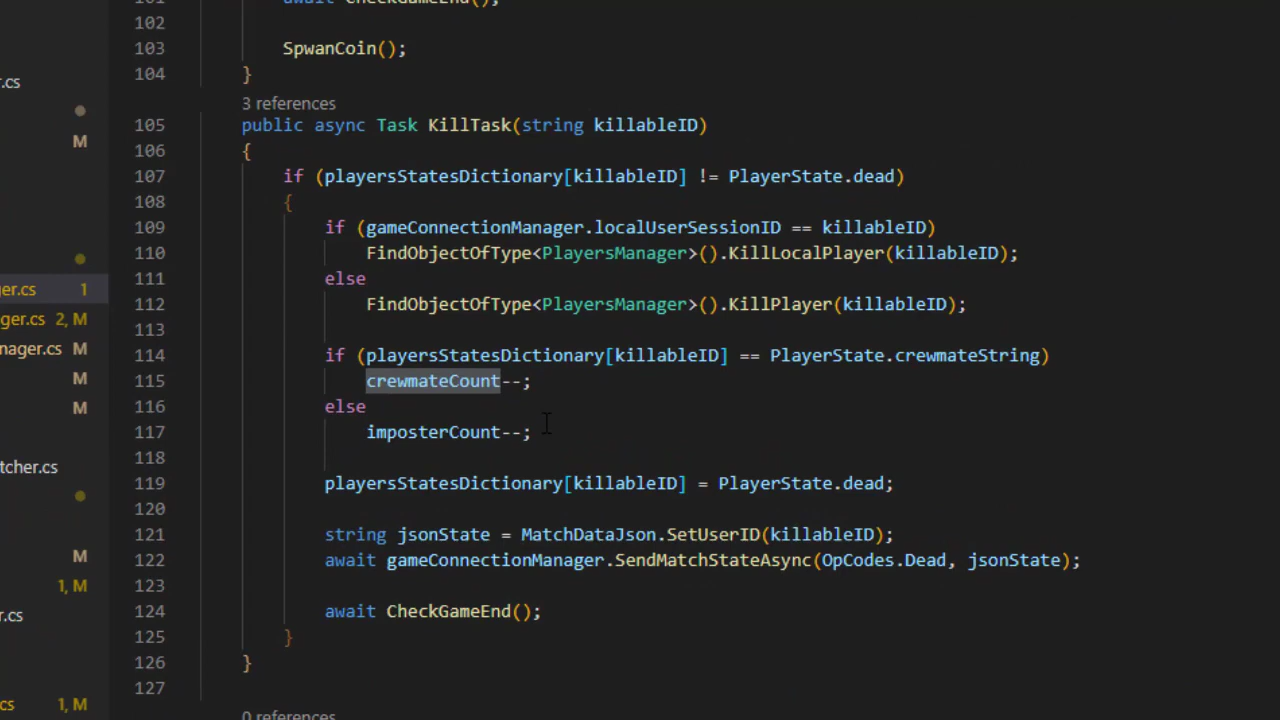 101 await CheckGameEnd();
102
103 SpwanCoin();
104 }
3 references
105 public async Task KillTask(string killableID)
106 {
107 if (playersStatesDictionary[killableID] != PlayerState.dead)
108 {
109 if (gameConnectionManager.localUserSessionID == killableID)
110 FindObjectOfType<PlayersManager>().KillLocalPlayer(killableID);
111 else
112 FindObjectOfType<PlayersManager>().KillPlayer(killableID);
113
114 if (playersStatesDictionary[killableID] == PlayerState.crewmateString)
115 crewmateCount--;
116 else
117 imposterCount--;
118
119 playersStatesDictionary[killableID] = PlayerState.dead;
120
121 string jsonState = MatchDataJson.SetUserID(killableID);
122 await gameConnectionManager.SendMatchStateAsync(OpCodes.Dead, jsonState);
123
124 await CheckGameEnd();
125 }
126 }
127
0 references
r.cs
M
ger.cs 1
ger.cs 2, M
nager.cs M
M
M
tcher.cs
M
1, M
r.cs
cs 1, M